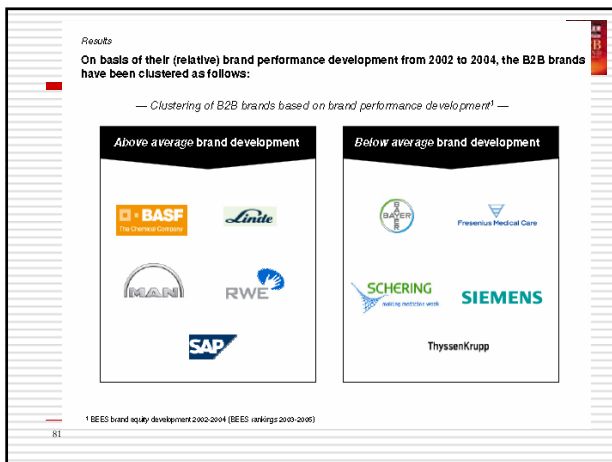 Results
On basis of their (relative) brand performance development from 2002 to 2004, the B2B brands
have been clustered as follows:
— Clustering of B2B brands based on brand performance development¹ —
Above average brand development
Below average brand development
BASF
The Chemical Company
Linde
MAN
RWE
SAP
BAYER
BAYER
Fresenius Medical Care
SCHERING
making medicine work
SIEMENS
ThyssenKrupp
¹ BEES brand equity development 2002-2004 (BEES rankings 2003-2005)
81